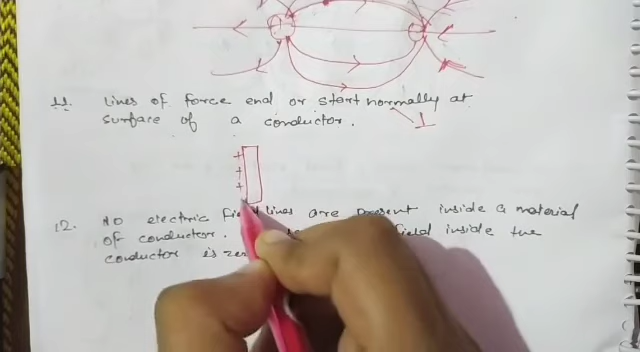 11. Lines of force end or start normally at
surface of a conductor. ⊥
+
+
+
12. No electric field lines are present inside a material
of conductor. field inside the
conductor is